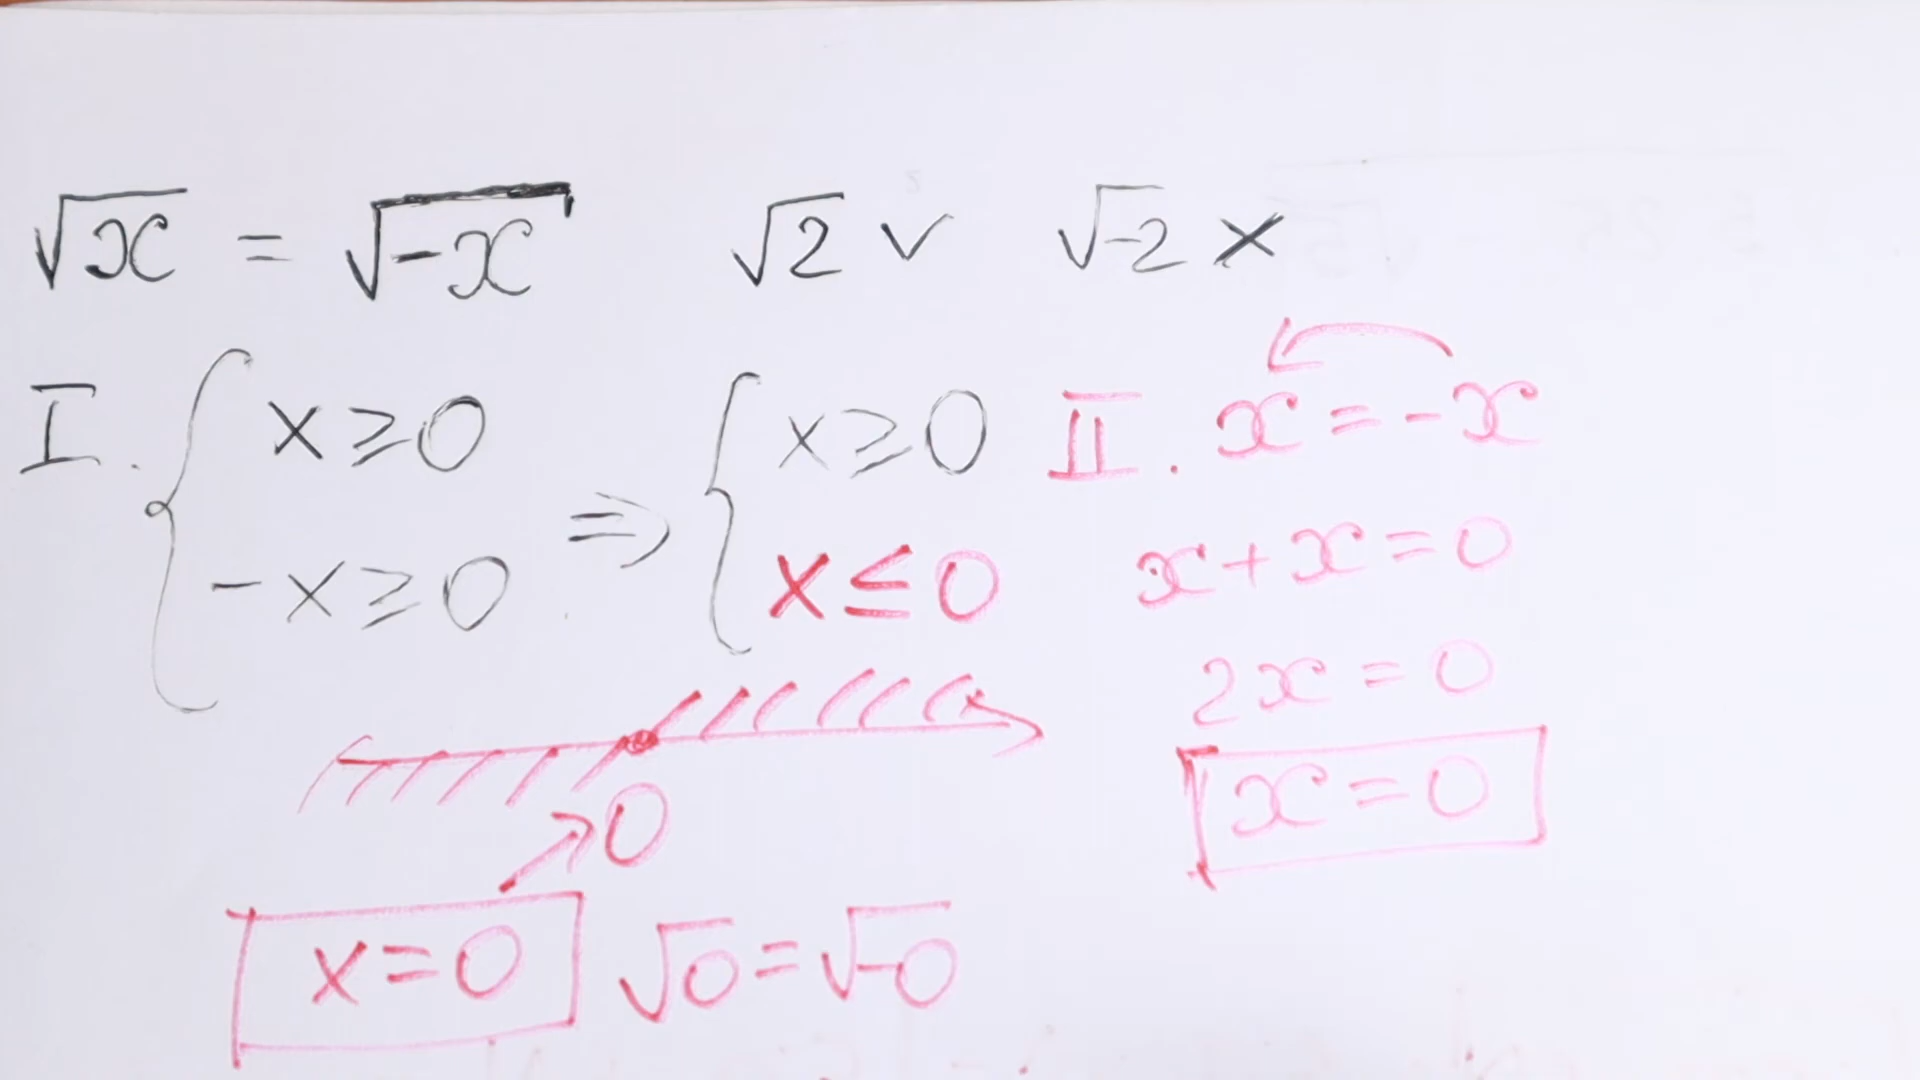 √x = √-x √2 ✓ √-2 ×
I. { x ≥ 0 ⇒ { x ≥ 0
-x ≥ 0 x ≤ 0
0
x = 0 √0 = √-0
II. x = -x
x + x = 0
2x = 0
x = 0